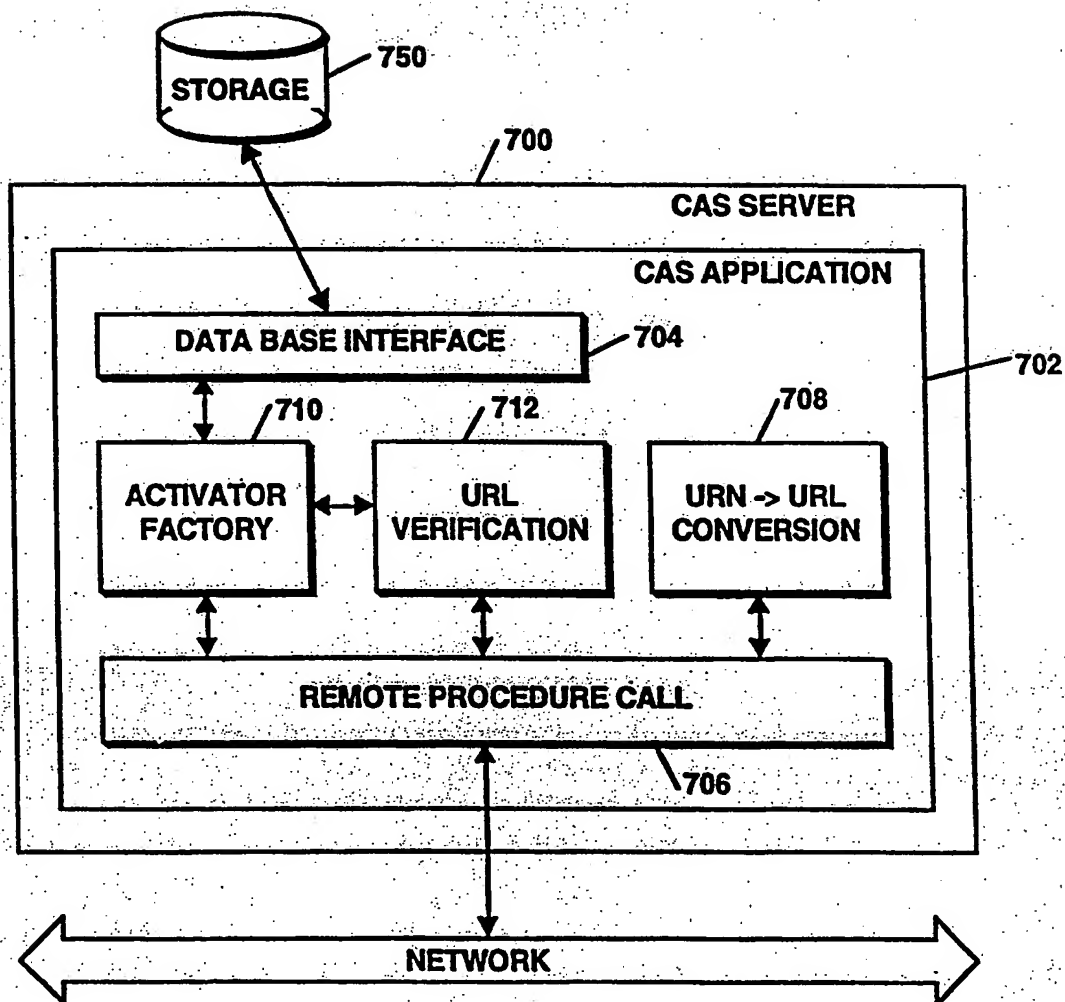 STORAGE
750
700
CAS SERVER
CAS APPLICATION
DATA BASE INTERFACE
704
702
710
712
708
ACTIVATOR
FACTORY
URL
VERIFICATION
URN -> URL
CONVERSION
REMOTE PROCEDURE CALL
706
NETWORK